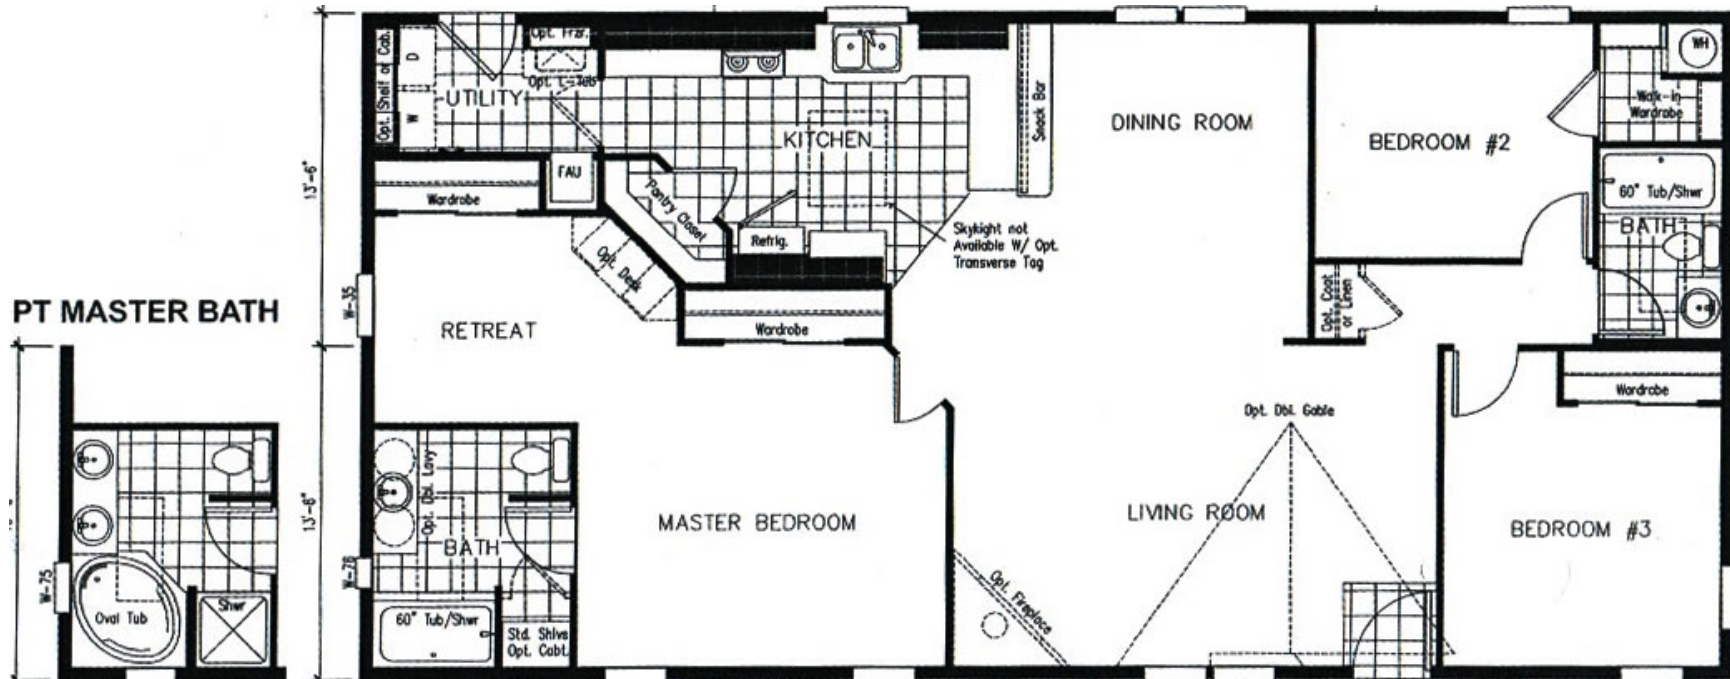 PT MASTER BATH
W-75
Oval Tub
Shwr
13'-6"
13'-6"
W-35
Opt. Shelf or Cab.
D
W
UTILITY
Opt. Frzr.
Opt. L-Tub
KITCHEN
Snack Bar
DINING ROOM
BEDROOM #2
WH
Walk-in
Wardrobe
60" Tub/Shwr
BATH
FAU
Wardrobe
Pantry Closet
Refrig.
Skykight not
Available W/ Opt.
Transverse Tag
Opt. Desk
Opt. Coat
or Linen
RETREAT
Wardrobe
Wardrobe
Opt. Dbl. Gable
Opt. Dbl. Lavy
BATH
MASTER BEDROOM
LIVING ROOM
BEDROOM #3
Opt. Fireplace
60" Tub/Shwr
Std. Shlvs
Opt. Cabt.